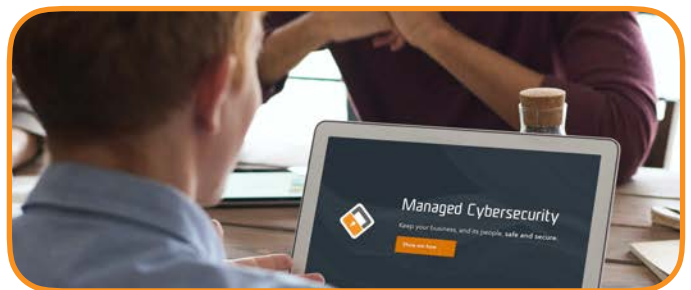 Managed Cybersecurity
Keep your business, and its people, safe and secure.
Show me how